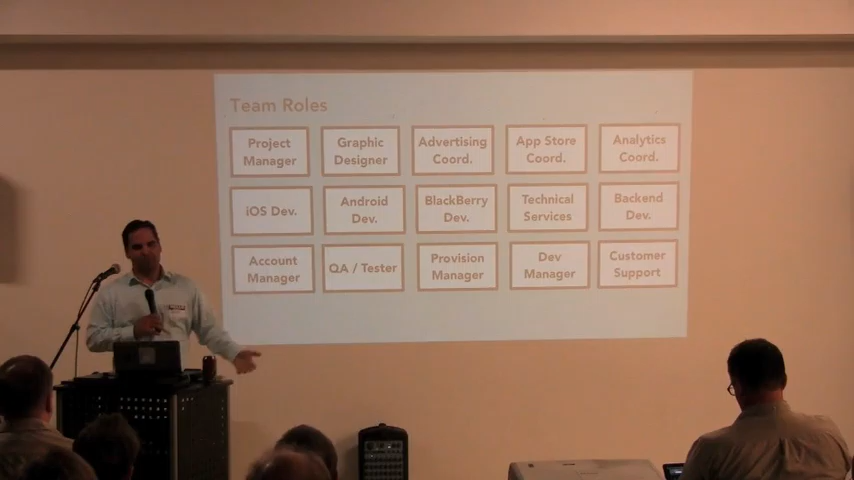 Team Roles
Project Manager
Graphic Designer
Advertising Coord.
App Store Coord.
Analytics Coord.
iOS Dev.
Android Dev.
BlackBerry Dev.
Technical Services
Backend Dev.
Account Manager
QA / Tester
Provision Manager
Dev Manager
Customer Support